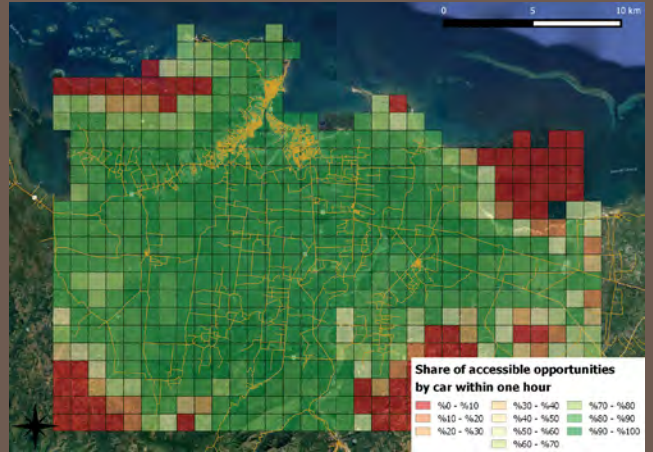 0 5 10 km
Share of accessible opportunities
by car within one hour
%0 - %10 %30 - %40 %70 - %80
%10 - %20 %40 - %50 %80 - %90
%20 - %30 %50 - %60 %90 - %100
%60 - %70